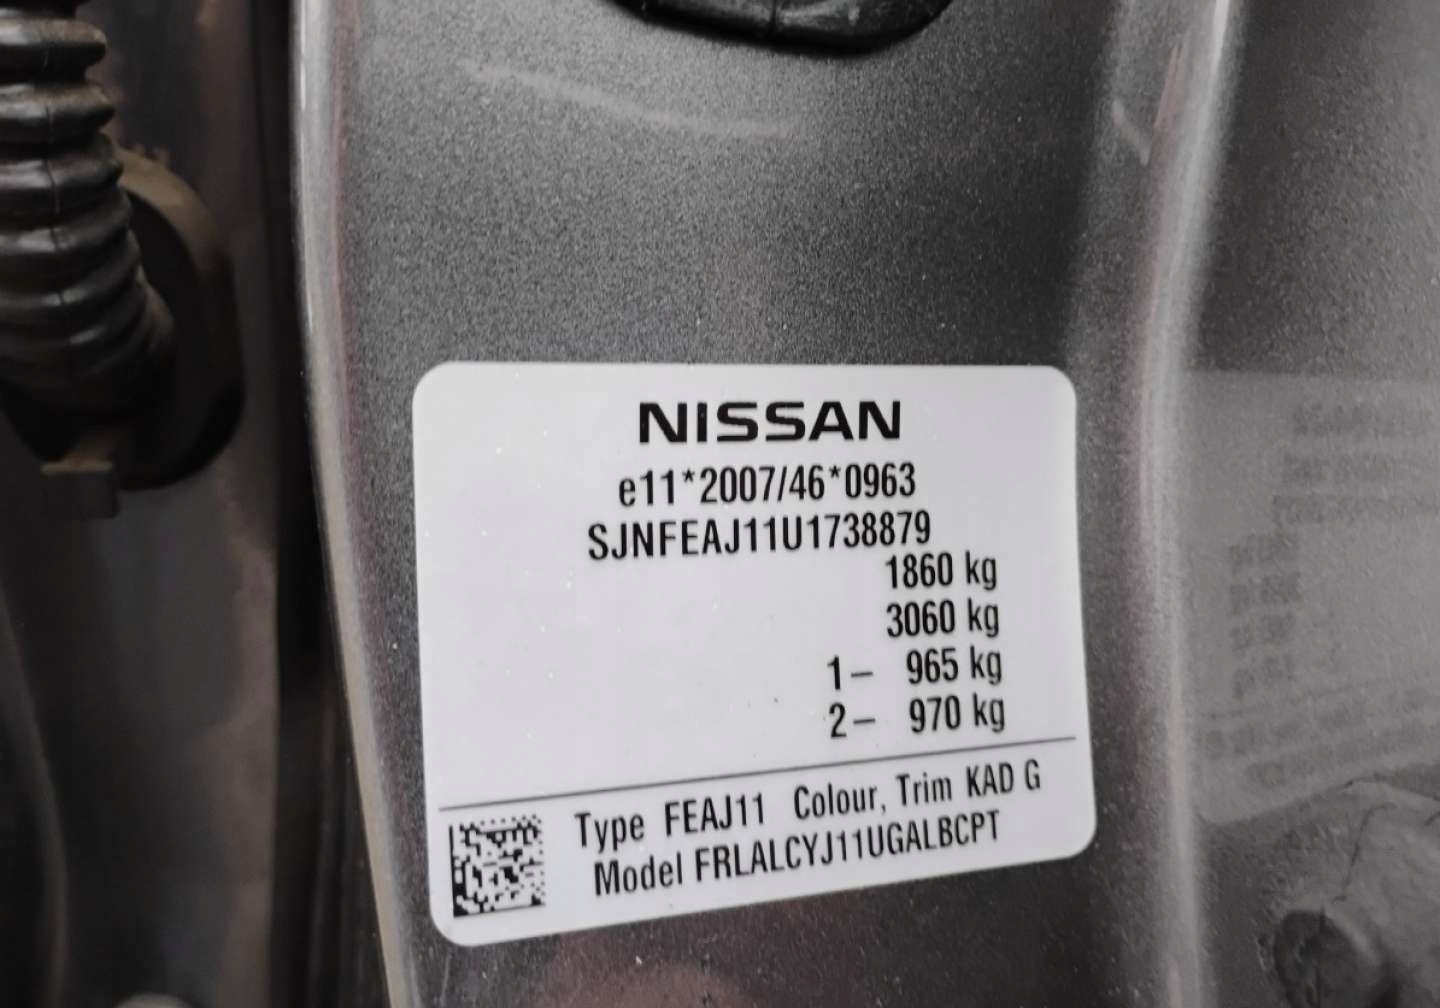 NISSAN
e11*2007/46*0963
SJNFEAJ11U1738879
1860 kg
3060 kg
1– 965 kg
2– 970 kg
Type FEAJ11 Colour, Trim KAD G
Model FRLALCYJ11UGALBCPT